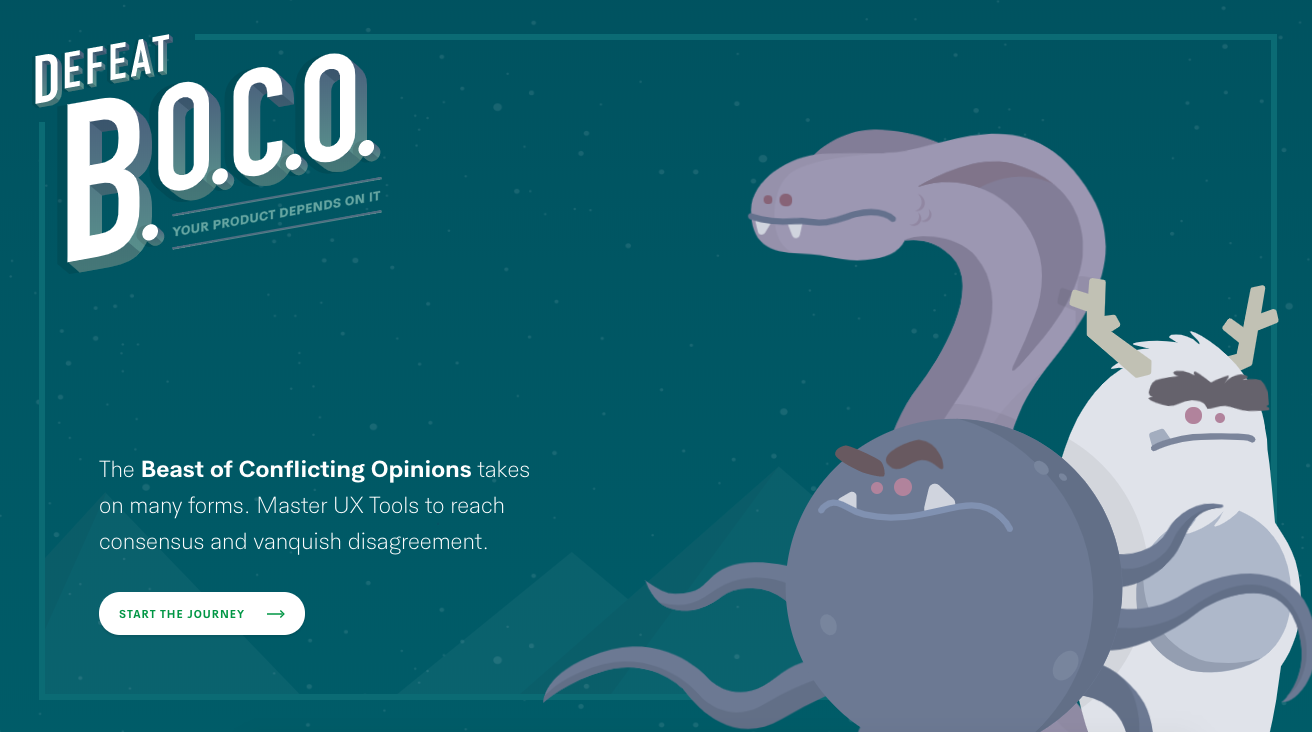 DEFEAT
B.O.C.O.
YOUR PRODUCT DEPENDS ON IT
The Beast of Conflicting Opinions takes
on many forms. Master UX Tools to reach
consensus and vanquish disagreement.
START THE JOURNEY